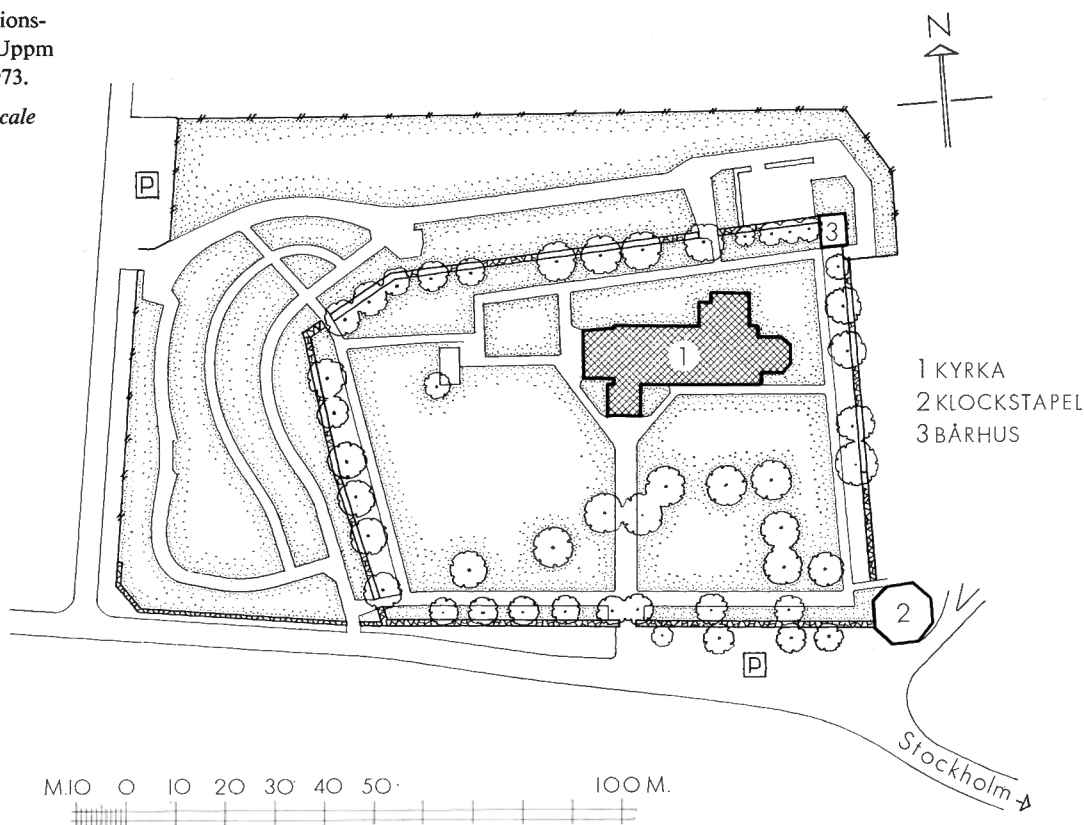 ions-
Uppm
73.
cale
N
P
3
1
1 KYRKA
2 KLOCKSTAPEL
3 BÅRHUS
2
P
Stockholm
M.10 0 10 20 30 40 50 100 M.